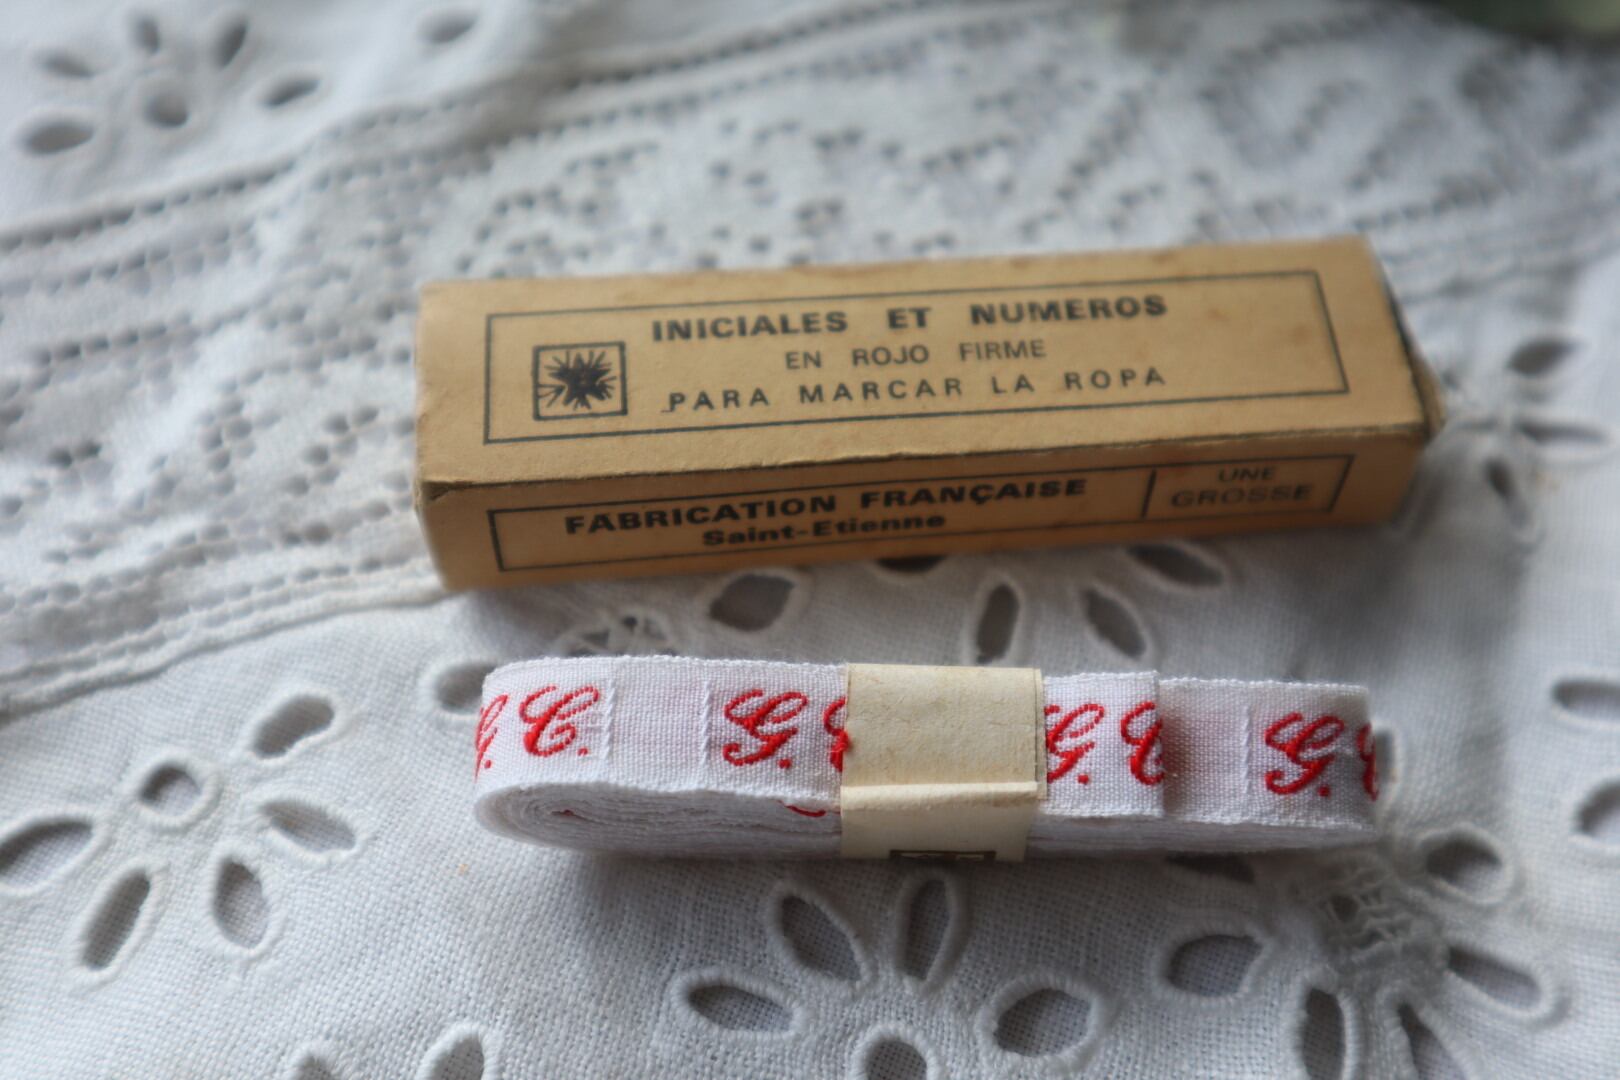 INICIALES ET NUMEROS
EN ROJO FIRME
PARA MARCAR LA ROPA
FABRICATION FRANÇAISE
Saint-Etienne
UNE
GROSSE
G. C. G. G. C G.